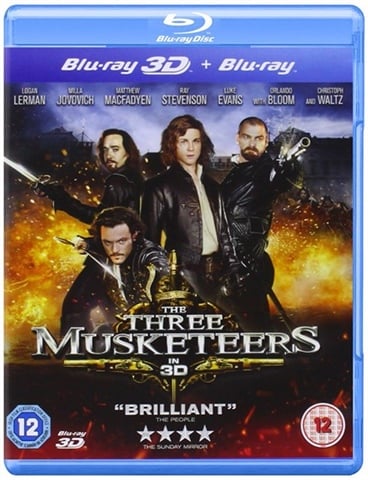 Blu-ray Disc
Blu-ray 3D + Blu-ray
LOGAN LERMAN
MILLA JOVOVICH
MATTHEW MACFADYEN
RAY STEVENSON
LUKE EVANS
ORLANDO WITH BLOOM
CHRISTOPH AND WALTZ
THE
THREE
MUSKETEERS
IN
3D
“BRILLIANT”
THE PEOPLE
THE SUNDAY MIRROR
12
Blu-ray
3D
12